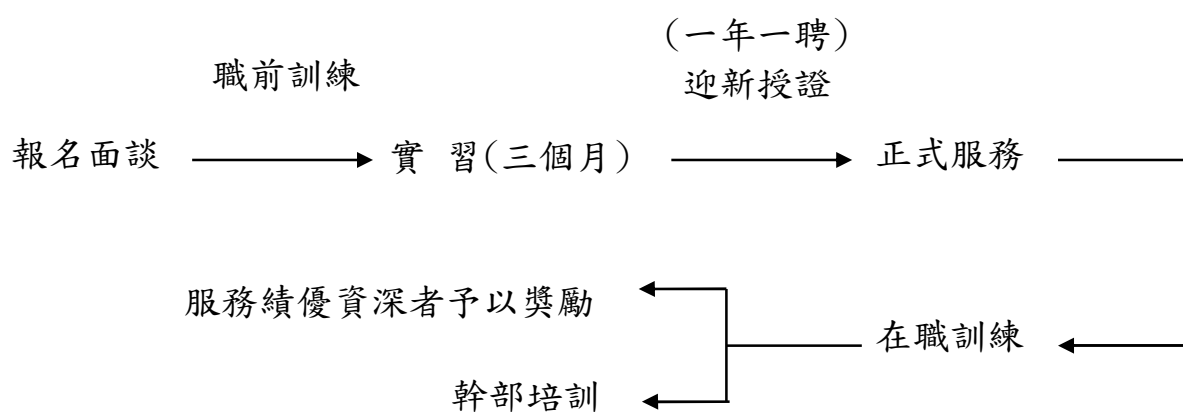 (一年一聘)
職前訓練
迎新授證
報名面談
實 習(三個月)
正式服務
服務績優資深者予以獎勵
在職訓練
幹部培訓